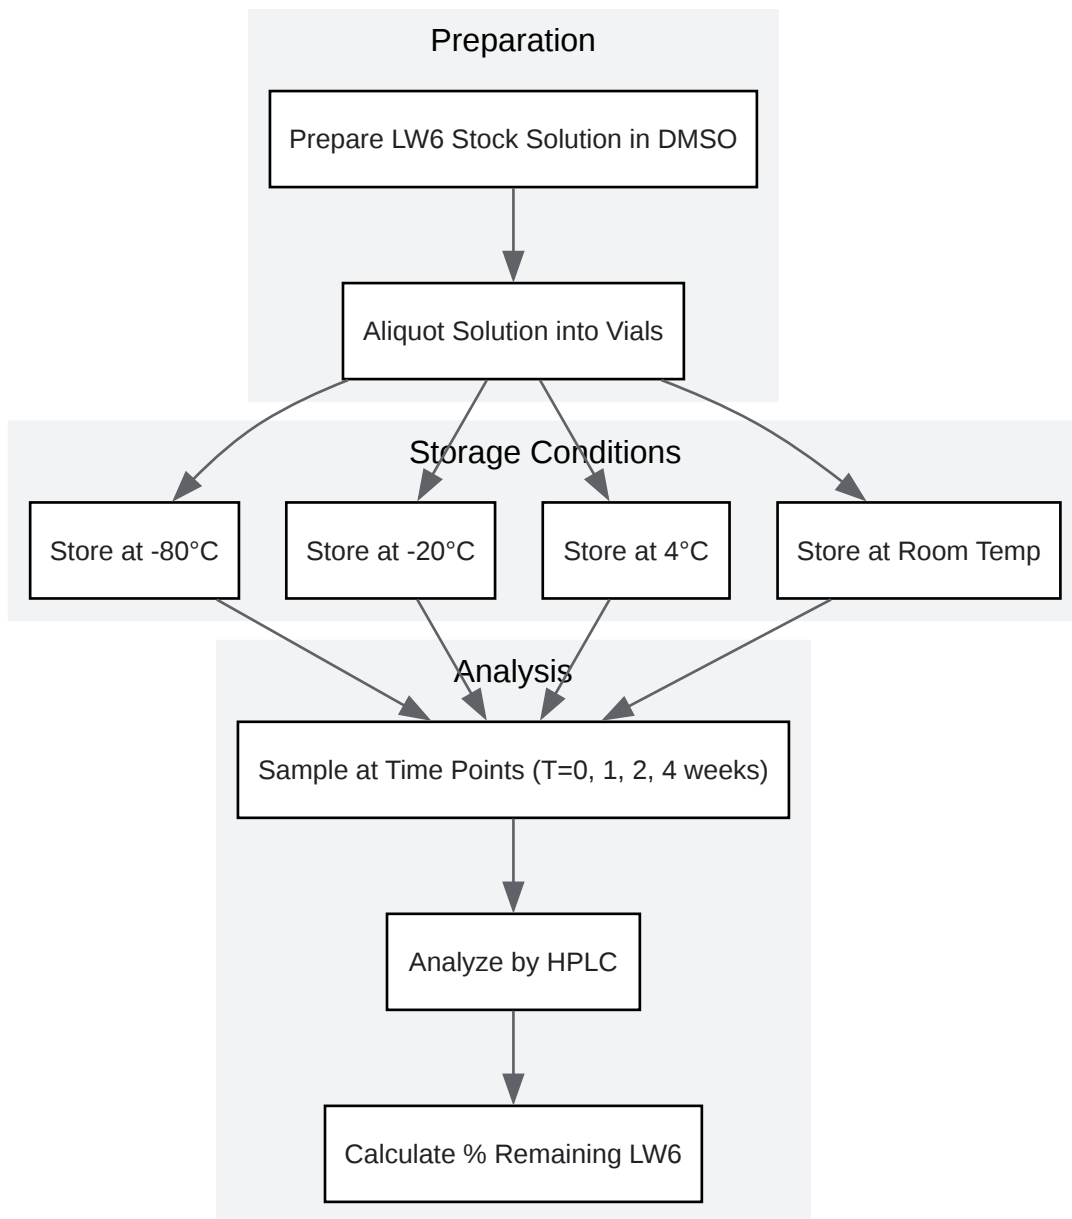 Preparation
Prepare LW6 Stock Solution in DMSO
Aliquot Solution into Vials
Storage Conditions
Store at -80°C
Store at -20°C
Store at 4°C
Store at Room Temp
Analysis
Sample at Time Points (T=0, 1, 2, 4 weeks)
Analyze by HPLC
Calculate % Remaining LW6